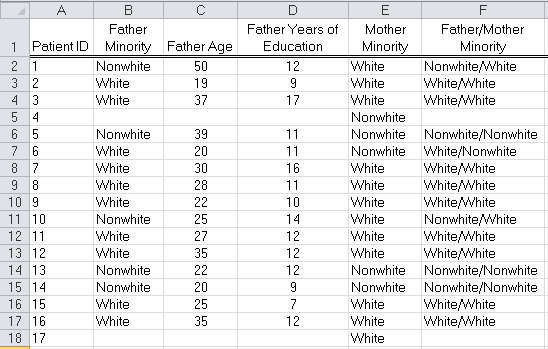 A B C D E F
Father Father Years of Mother Father/Mother
1 Patient ID Minority Father Age Education Minority Minority
2 1 Nonwhite 50 12 White Nonwhite/White
3 2 White 19 9 White White/White
4 3 White 37 17 White White/White
5 4 Nonwhite
6 5 Nonwhite 39 11 Nonwhite Nonwhite/Nonwhite
7 6 White 20 11 Nonwhite White/Nonwhite
8 7 White 30 16 White White/White
9 8 White 28 11 White White/White
10 9 White 22 10 White White/White
11 10 Nonwhite 25 14 White Nonwhite/White
12 11 White 27 12 White White/White
13 12 White 35 12 White White/White
14 13 Nonwhite 22 12 Nonwhite Nonwhite/Nonwhite
15 14 Nonwhite 20 9 Nonwhite Nonwhite/Nonwhite
16 15 White 25 7 White White/White
17 16 White 35 12 White White/White
18 17 White